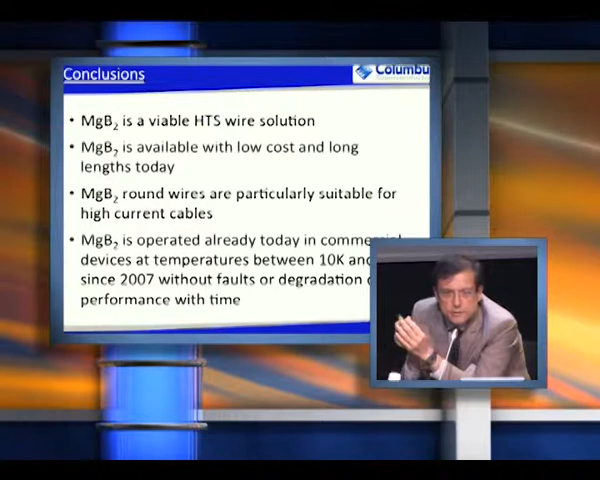 Conclusions
Columbu
• MgB₂ is a viable HTS wire solution
• MgB₂ is available with low cost and long
lengths today
• MgB₂ round wires are particularly suitable for
high current cables
• MgB₂ is operated already today in commer
devices at temperatures between 10K and
since 2007 without faults or degradation
performance with time